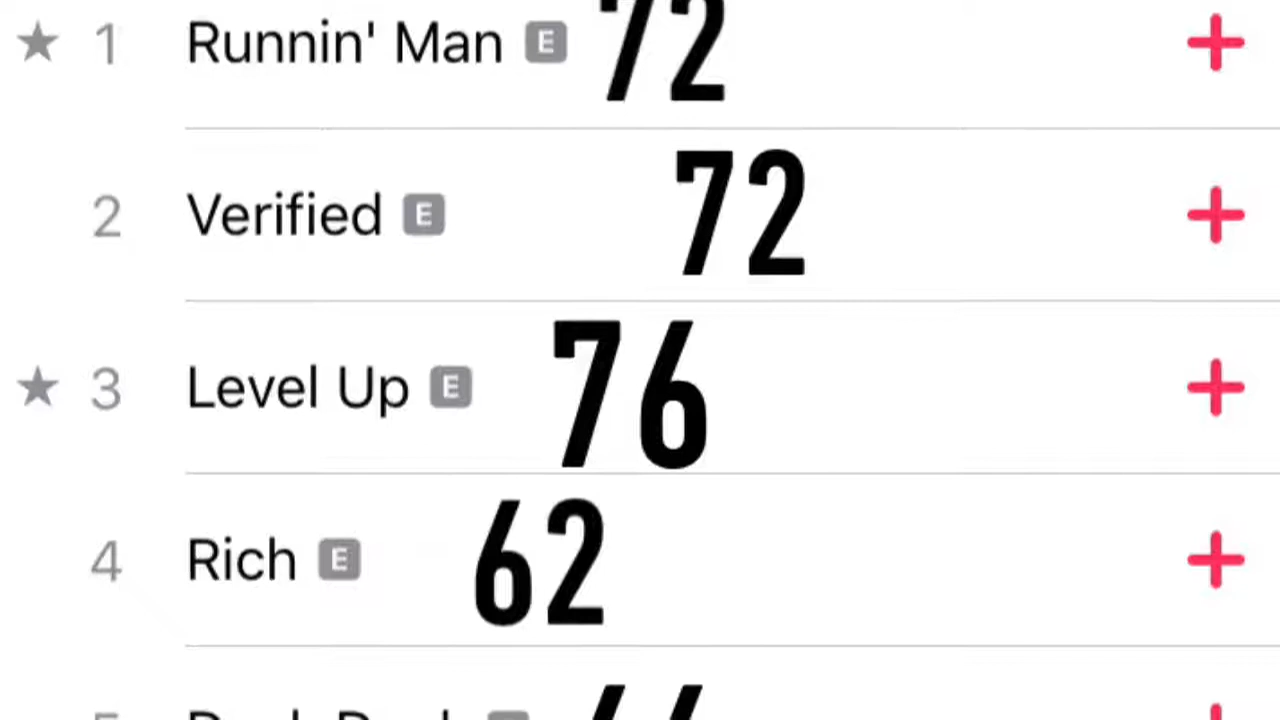 ★ 1 Runnin' Man E 72 +
2 Verified E 72 +
★ 3 Level Up E 76 +
4 Rich E 62 +